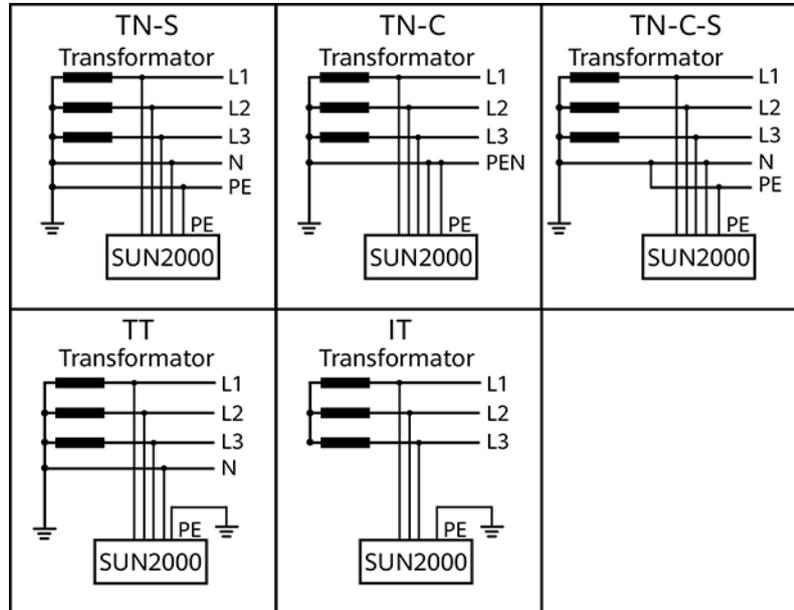 TN-S
Transformator
L1
L2
L3
N
PE
PE
SUN2000
TN-C
Transformator
L1
L2
L3
PEN
PE
SUN2000
TN-C-S
Transformator
L1
L2
L3
N
PE
PE
SUN2000
TT
Transformator
L1
L2
L3
N
PE
SUN2000
IT
Transformator
L1
L2
L3
PE
SUN2000